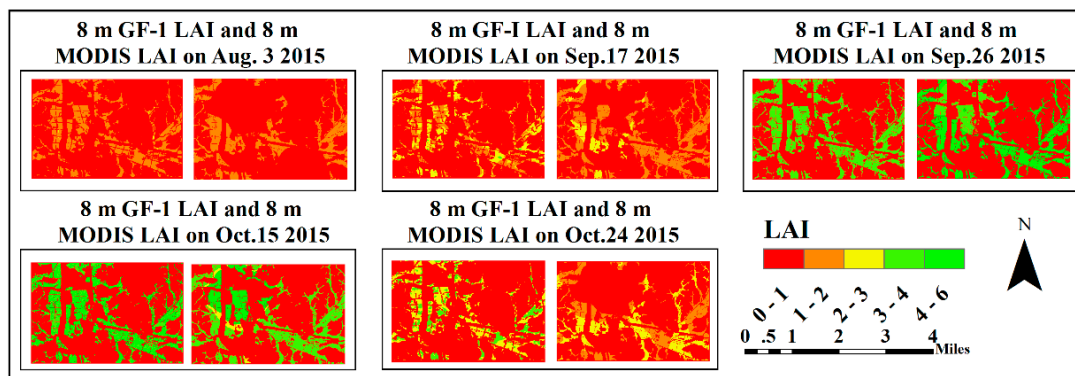 8 m GF-1 LAI and 8 m
MODIS LAI on Aug. 3 2015
8 m GF-I LAI and 8 m
MODIS LAI on Sep.17 2015
8 m GF-1 LAI and 8 m
MODIS LAI on Sep.26 2015
8 m GF-1 LAI and 8 m
MODIS LAI on Oct.15 2015
8 m GF-1 LAI and 8 m
MODIS LAI on Oct.24 2015
LAI
0 - 1
1 - 2
2 - 3
3 - 4
4 - 6
N
0 .5 1 2 3 4
Miles